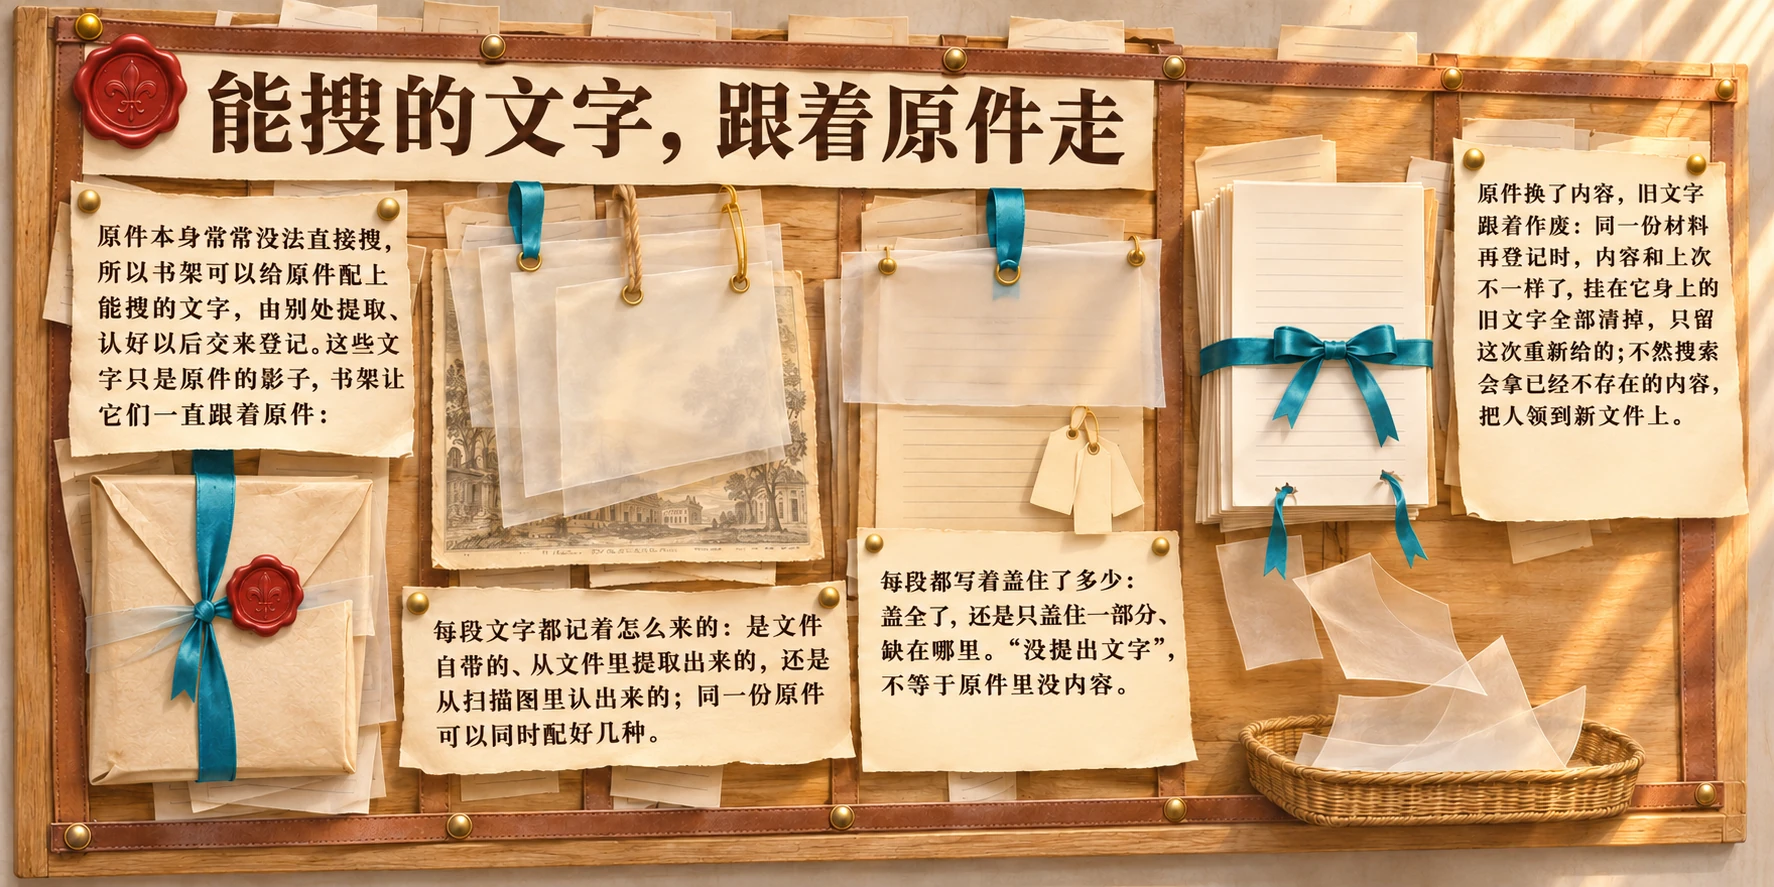 能搜的文字，跟着原件走
原件本身常常没法直接搜，
所以书架可以给原件配上
能搜的文字，由别处提取、
认好以后交来登记。这些文
字只是原件的影子，书架让
它们一直跟着原件：
每段文字都记着怎么来的：是文件
自带的、从文件里提取出来的，还是
从扫描图里认出来的；同一份原件
可以同时配好几种。
每段都写着盖住了多少：
盖全了，还是只盖住一部分、
缺在哪里。“没提出文字”，
不等于原件里没内容。
原件换了内容，旧文字
跟着作废：同一份材料
再登记时，内容和上次
不一样了，挂在它身上的
旧文字全部清掉，只留
这次重新给的；不然搜索
会拿已经不存在的内容，
把人领到新文件上。